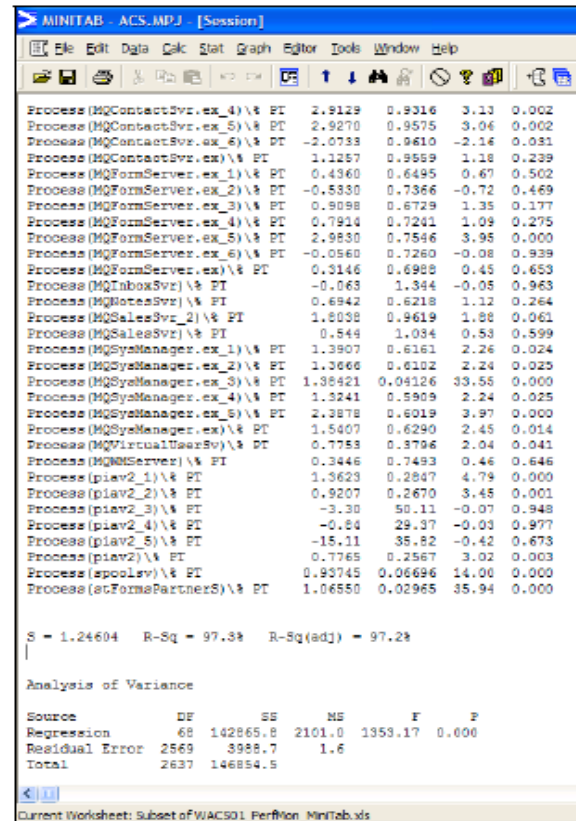 MINITAB - ACS.MPJ - [Session]
File Edit Data Calc Stat Graph Editor Tools Window Help
Process(MQContactSvr.ex_4)\% PT 2.9129 0.9316 3.13 0.002
Process(MQContactSvr.ex_5)\% PT 2.9270 0.9575 3.06 0.002
Process(MQContactSvr.ex_6)\% PT -2.0733 0.9610 -2.16 0.031
Process(MQContactSvr.ex)\% PT 1.1257 0.9559 1.18 0.239
Process(MQFormServer.ex_1)\% PT 0.4360 0.6495 0.67 0.502
Process(MQFormServer.ex_2)\% PT -0.5330 0.7366 -0.72 0.469
Process(MQFormServer.ex_3)\% PT 0.9098 0.6729 1.35 0.177
Process(MQFormServer.ex_4)\% PT 0.7914 0.7241 1.09 0.275
Process(MQFormServer.ex_5)\% PT 2.9830 0.7546 3.95 0.000
Process(MQFormServer.ex_6)\% PT -0.0560 0.7260 -0.08 0.939
Process(MQFormServer.ex)\% PT 0.3146 0.6988 0.45 0.653
Process(MQInboxSvr)\% PT -0.063 1.344 -0.05 0.963
Process(MQNotesSvr)\% PT 0.6942 0.6218 1.12 0.264
Process(MQSalesSvr_2)\% PT 1.8038 0.9619 1.88 0.061
Process(MQSalesSvr)\% PT 0.544 1.034 0.53 0.599
Process(MQSysManager.ex_1)\% PT 1.3907 0.6161 2.26 0.024
Process(MQSysManager.ex_2)\% PT 1.3666 0.6102 2.24 0.025
Process(MQSysManager.ex_3)\% PT 1.38421 0.04126 33.55 0.000
Process(MQSysManager.ex_4)\% PT 1.3241 0.5909 2.24 0.025
Process(MQSysManager.ex_5)\% PT 2.3878 0.6019 3.97 0.000
Process(MQSysManager.ex)\% PT 1.5407 0.6290 2.45 0.014
Process(MQVirtualUserSv)\% PT 0.7753 0.3796 2.04 0.041
Process(MQWMServer)\% PT 0.3446 0.7493 0.46 0.646
Process(piav2_1)\% PT 1.3623 0.2847 4.79 0.000
Process(piav2_2)\% PT 0.9207 0.2670 3.45 0.001
Process(piav2_3)\% PT -3.30 50.11 -0.07 0.948
Process(piav2_4)\% PT -0.84 29.37 -0.03 0.977
Process(piav2_5)\% PT -15.11 35.82 -0.42 0.673
Process(piav2)\% PT 0.7765 0.2567 3.02 0.003
Process(spoolsv)\% PT 0.93745 0.06696 14.00 0.000
Process(stFormsPartnerS)\% PT 1.06550 0.02965 35.94 0.000
S = 1.24604 R-Sq = 97.3% R-Sq(adj) = 97.2%
Analysis of Variance
Source DF SS MS F P
Regression 68 142865.8 2101.0 1353.17 0.000
Residual Error 2569 3988.7 1.6
Total 2637 146854.5
Current Worksheet: Subset of WACS01_PerfMon_MiniTab.xls